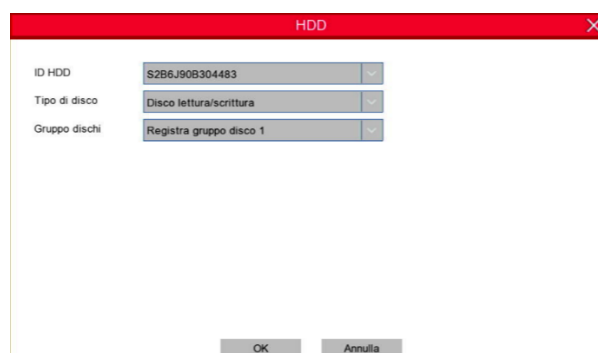 HDD
ID HDD S2B6J90B304483
Tipo di disco Disco lettura/scrittura
Gruppo dischi Registra gruppo disco 1
OK Annulla